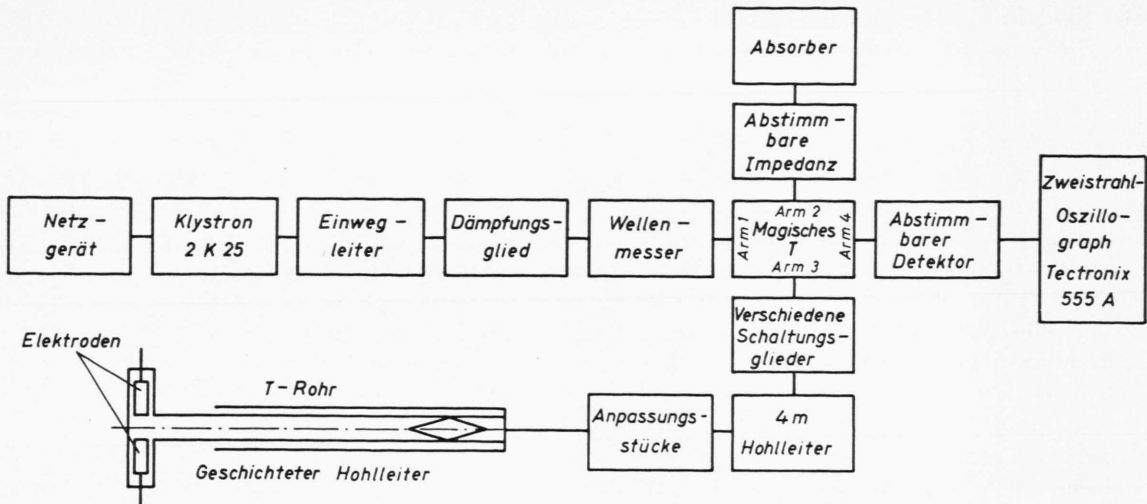 Absorber
Abstimm-
bare
Impedanz
Netz-
gerät
Klystron
2 K 25
Einweg-
leiter
Dämpfungs-
glied
Wellen-
messer
Arm 1
Arm 2
Magisches
T
Arm 3
Arm 4
Abstimm-
barer
Detektor
Zweistrahl-
Oszillo-
graph
Tectronix
555 A
Verschiedene
Schaltungs-
glieder
4 m
Hohlleiter
Anpassungs-
stücke
Elektroden
T-Rohr
Geschichteter Hohlleiter